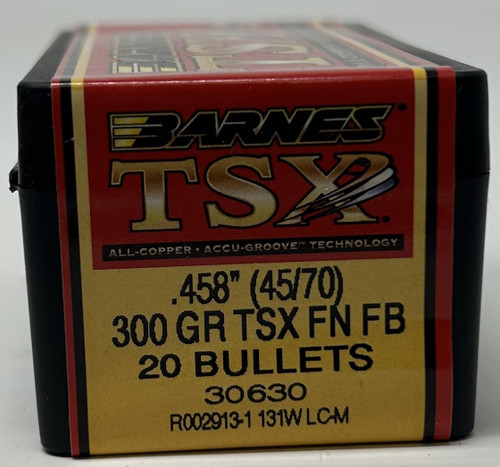 BARNES
TSX
ALL-COPPER • ACCU-GROOVE™ TECHNOLOGY
.458" (45/70)
300 GR TSX FN FB
20 BULLETS
30630
R002913-1 131W LC-M